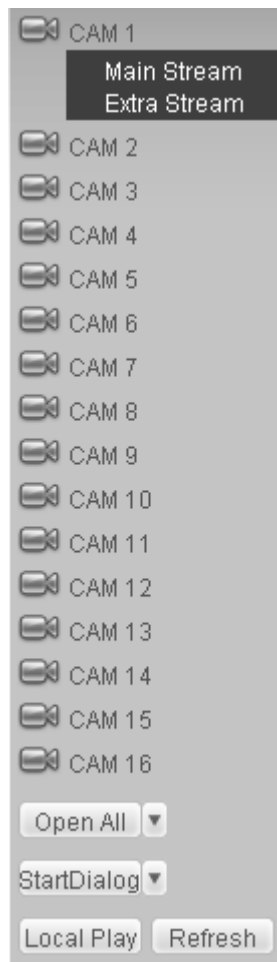 CAM 1
Main Stream
Extra Stream
CAM 2
CAM 3
CAM 4
CAM 5
CAM 6
CAM 7
CAM 8
CAM 9
CAM 10
CAM 11
CAM 12
CAM 13
CAM 14
CAM 15
CAM 16
Open All
StartDialog
Local Play Refresh